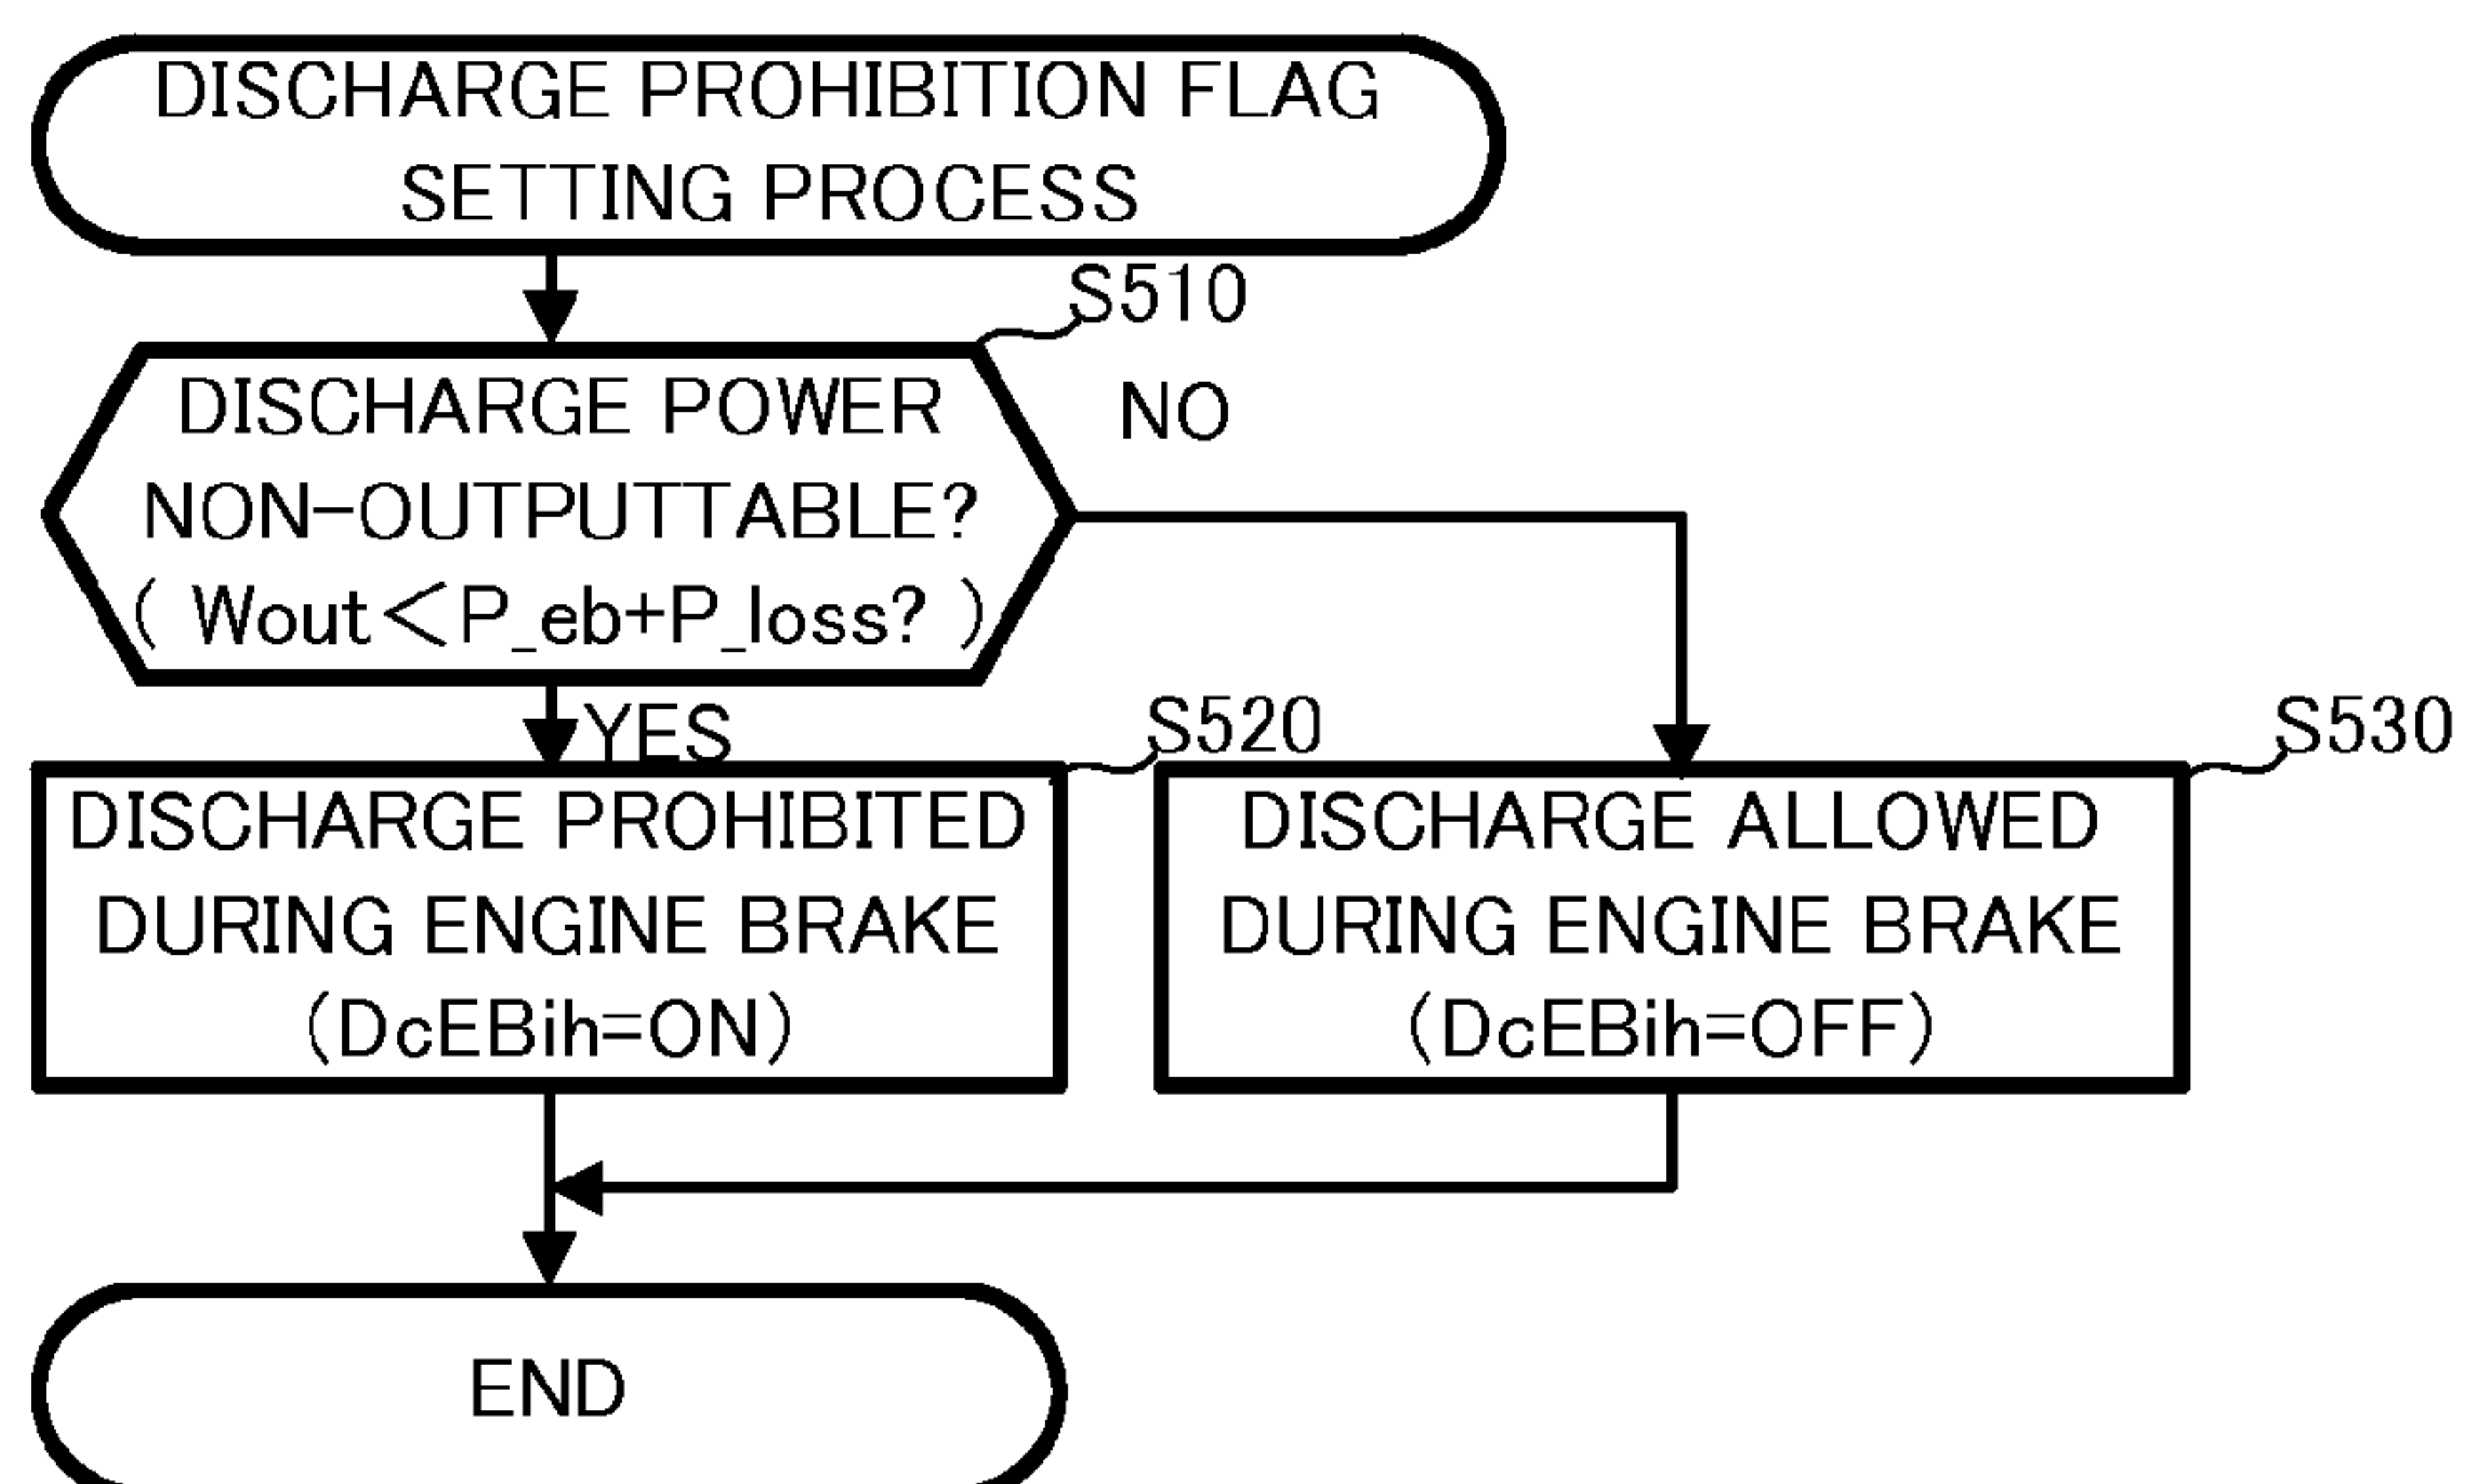 DISCHARGE PROHIBITION FLAG
SETTING PROCESS
S510
DISCHARGE POWER
NON-OUTPUTTABLE?
( Wout<P_eb+P_loss? )
NO
YES
S520
DISCHARGE PROHIBITED
DURING ENGINE BRAKE
(DcEBih=ON)
S530
DISCHARGE ALLOWED
DURING ENGINE BRAKE
(DcEBih=OFF)
END